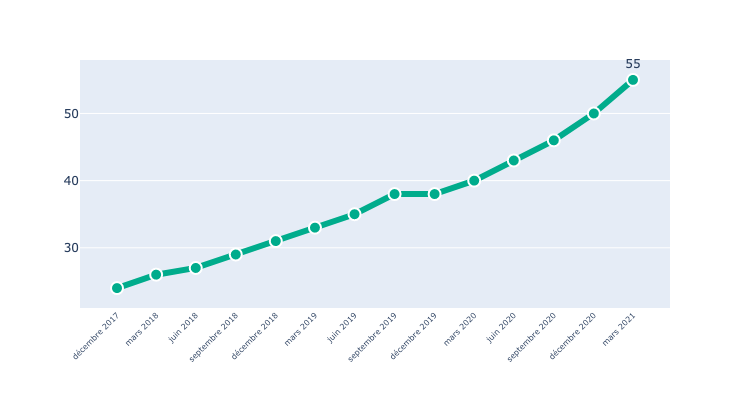 55
50
40
30
décembre 2017
mars 2018
juin 2018
septembre 2018
décembre 2018
mars 2019
juin 2019
septembre 2019
décembre 2019
mars 2020
juin 2020
septembre 2020
décembre 2020
mars 2021